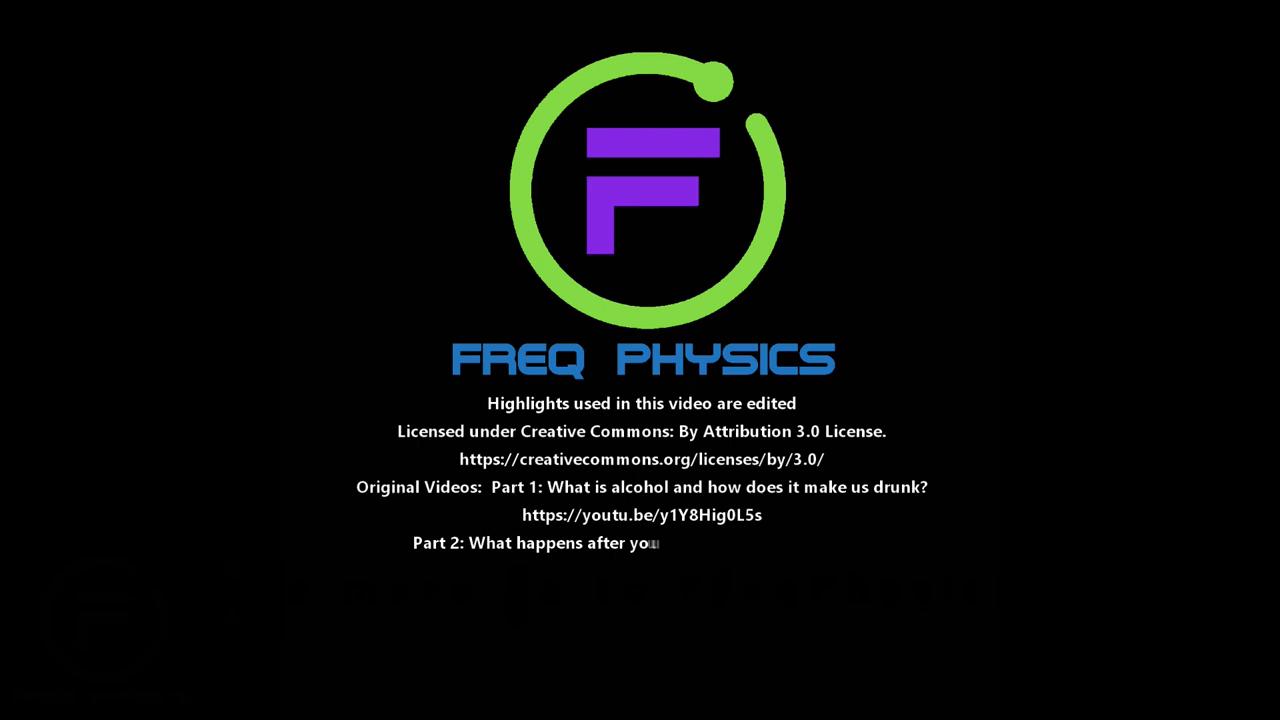 F
FREQ PHYSICS
Highlights used in this video are edited
Licensed under Creative Commons: By Attribution 3.0 License.
https://creativecommons.org/licenses/by/3.0/
Original Videos:  Part 1: What is alcohol and how does it make us drunk?
https://youtu.be/y1Y8Hig0L5s
Part 2: What happens after you